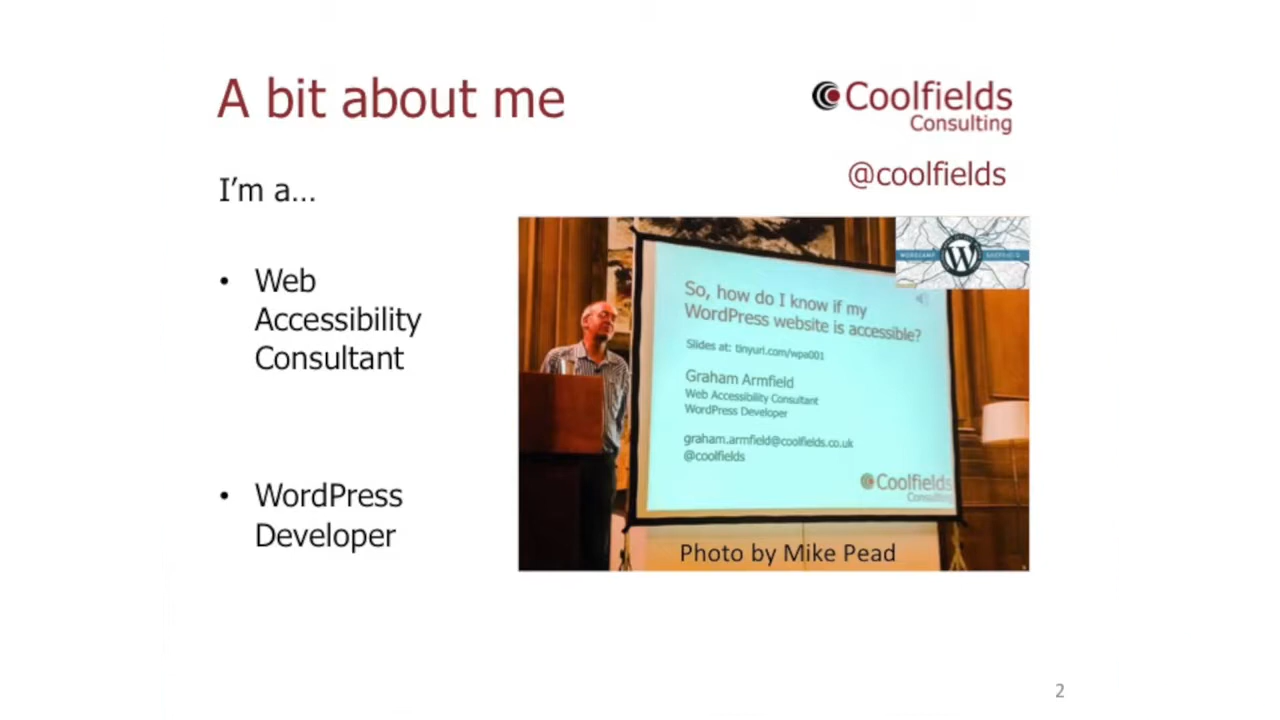 A bit about me
Coolfields
Consulting
@coolfields
I'm a...
• Web
Accessibility
Consultant
• WordPress
Developer
WORDCAMP
So, how do I know if my
WordPress website is accessible?
Slides at: tinyurl.com/wpa001
Graham Armfield
Web Accessibility Consultant
WordPress Developer
graham.armfield@coolfields.co.uk
@coolfields
Coolfields
Consulting
Photo by Mike Pead
2